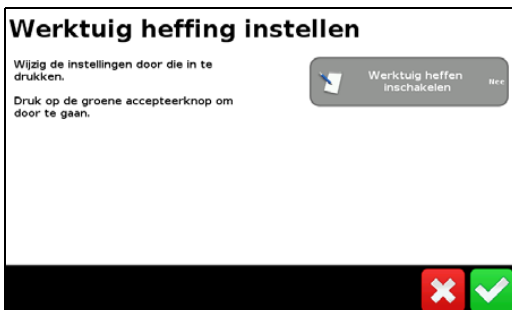 Werktuig heffing instellen
Wijzig de instellingen door die in te
drukken.
Druk op de groene accepteerknop om
door te gaan.
Werktuig heffen
inschakelen
Nee